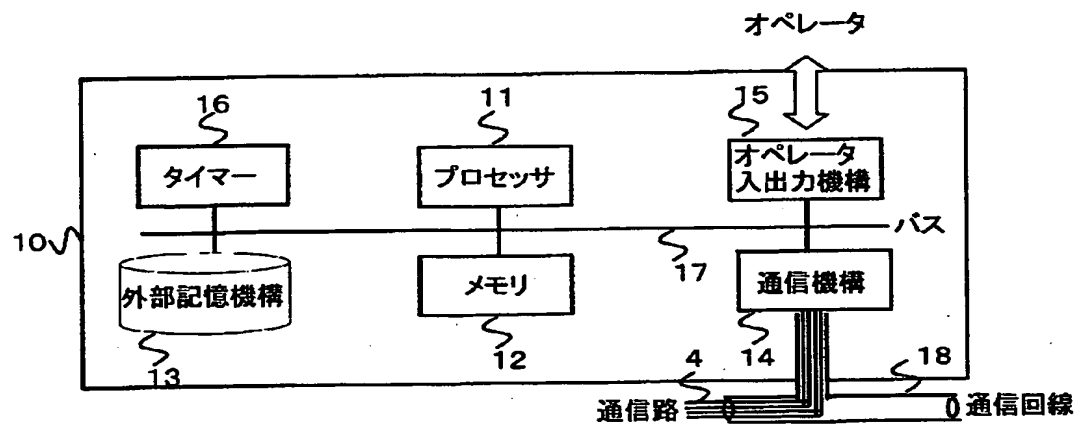 オペレータ
16
11
15
タイマー
プロセッサ
オペレータ
入出力機構
10
バス
17
外部記憶機構
メモリ
通信機構
13
12
14
4
18
通信路
通信回線